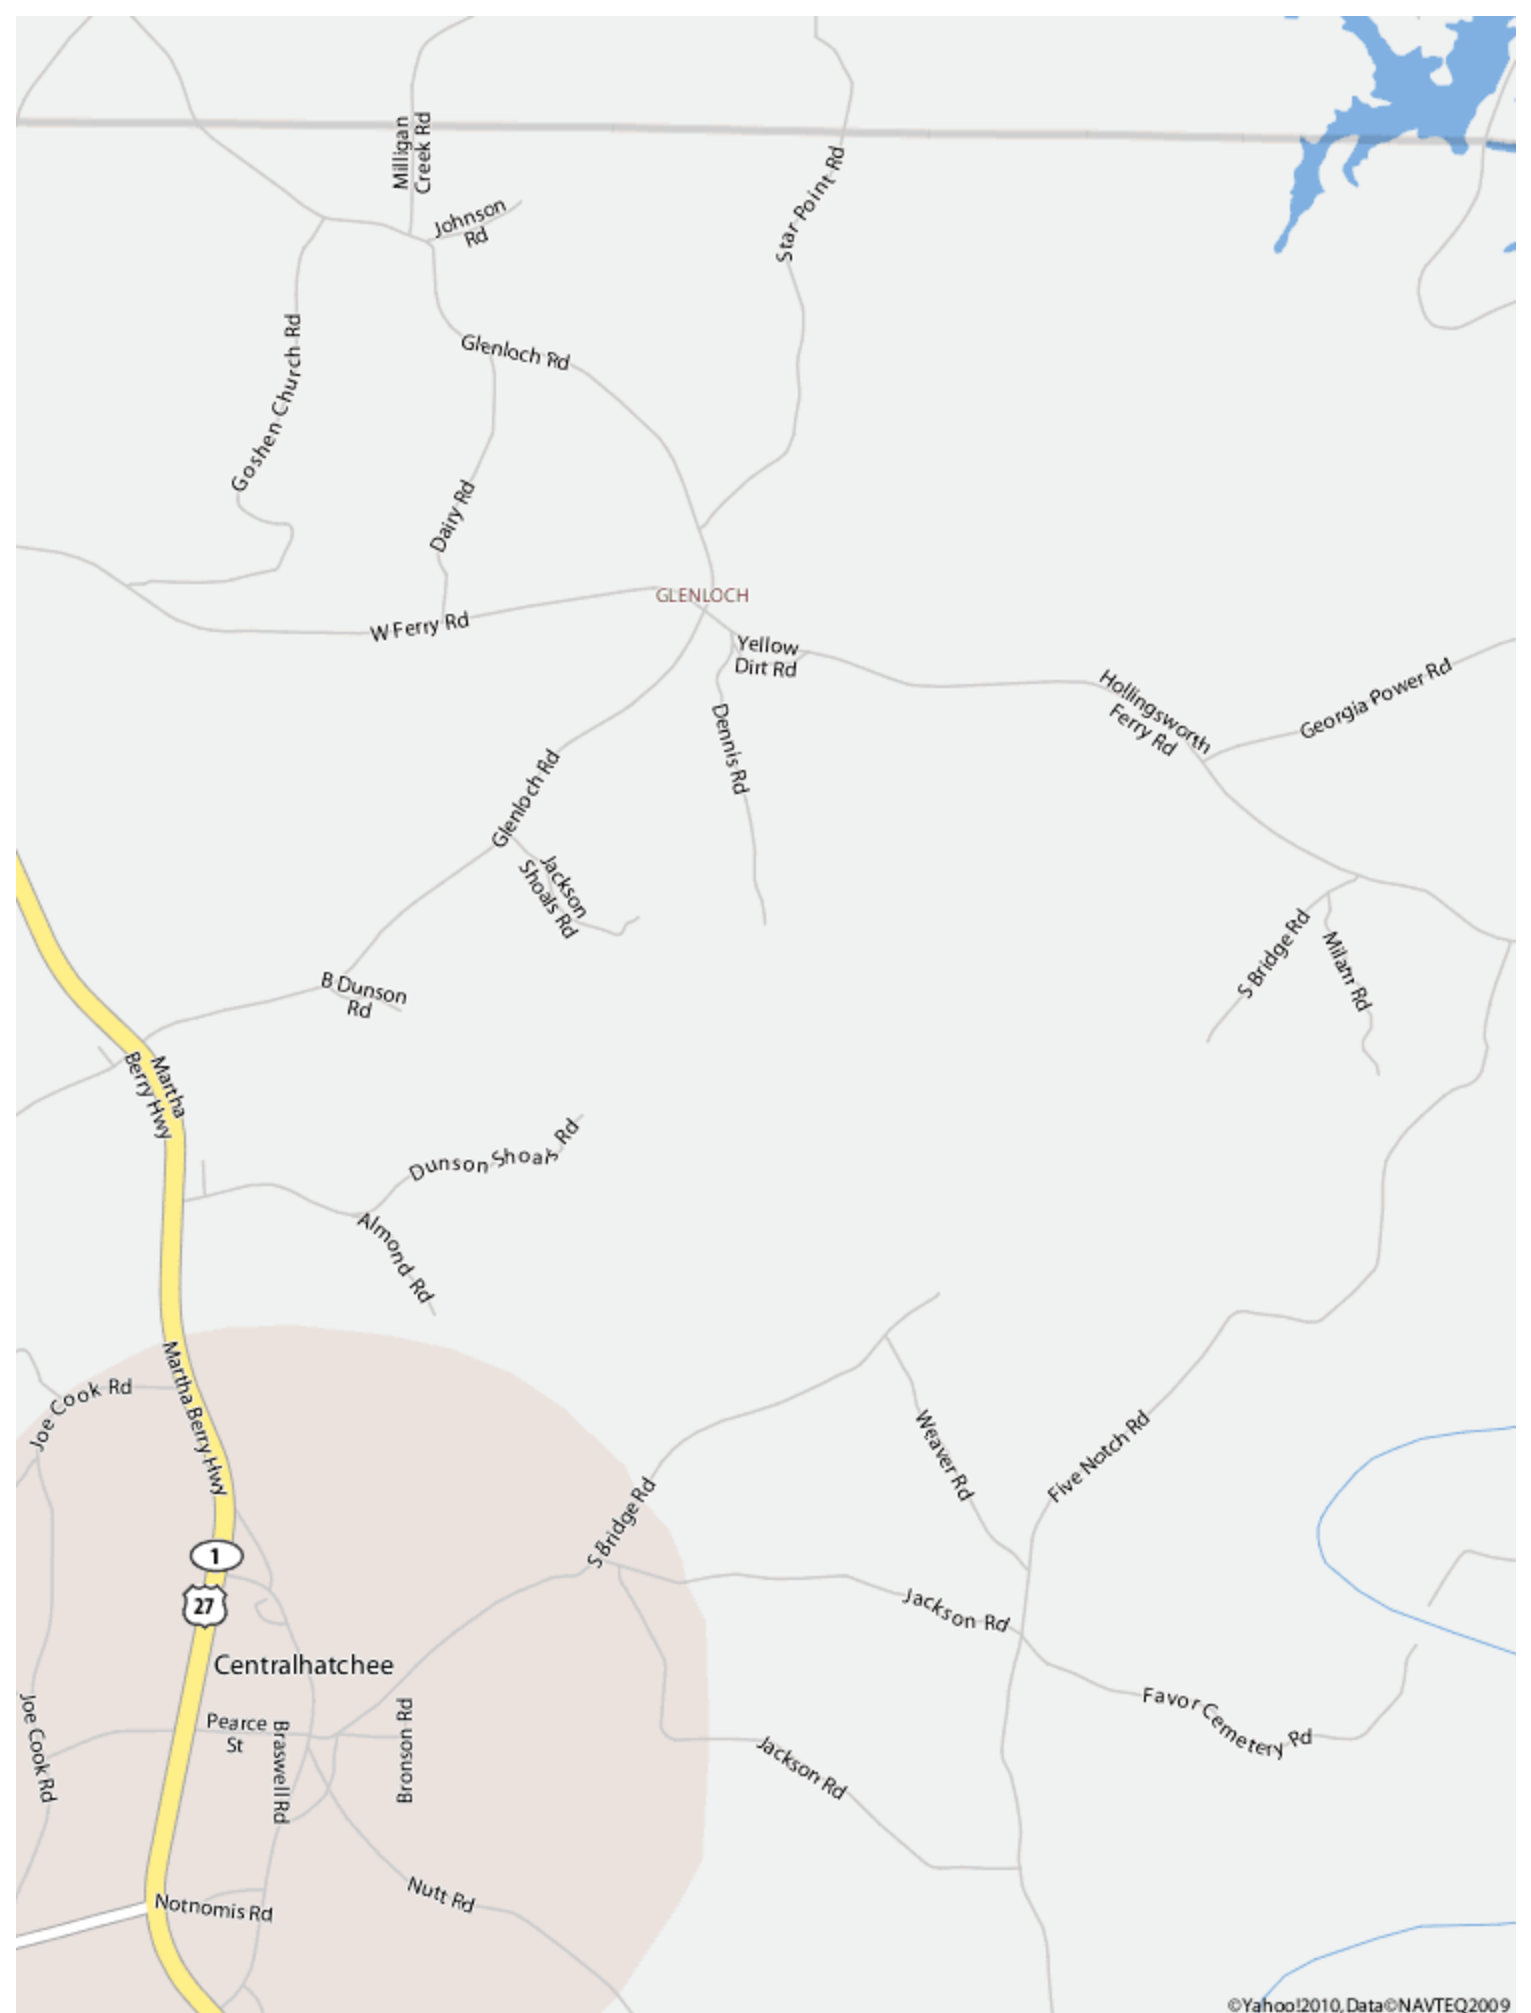 Milligan
Creek Rd
Johnson
Rd
Star Point Rd
Goshen Church Rd
Glenloch Rd
Dairy Rd
GLENLOCH
W Ferry Rd
Yellow
Dirt Rd
Hollingsworth
Ferry Rd
Georgia Power Rd
Dennis Rd
Glenloch Rd
Jackson
Shoals Rd
S Bridge Rd
Milam Rd
B Dunson
Rd
Martha
Berry Hwy
Dunson Shoals Rd
Almond Rd
Martha Berry Hwy
Joe Cook Rd
Weaver Rd
Five Notch Rd
S Bridge Rd
1
27
Jackson Rd
Centralhatchee
Joe Cook Rd
Pearce
St
Braswell Rd
Bronson Rd
Favor Cemetery Rd
Jackson Rd
Nutt Rd
Notnomis Rd
©Yahoo!2010, Data©NAVTEQ2009